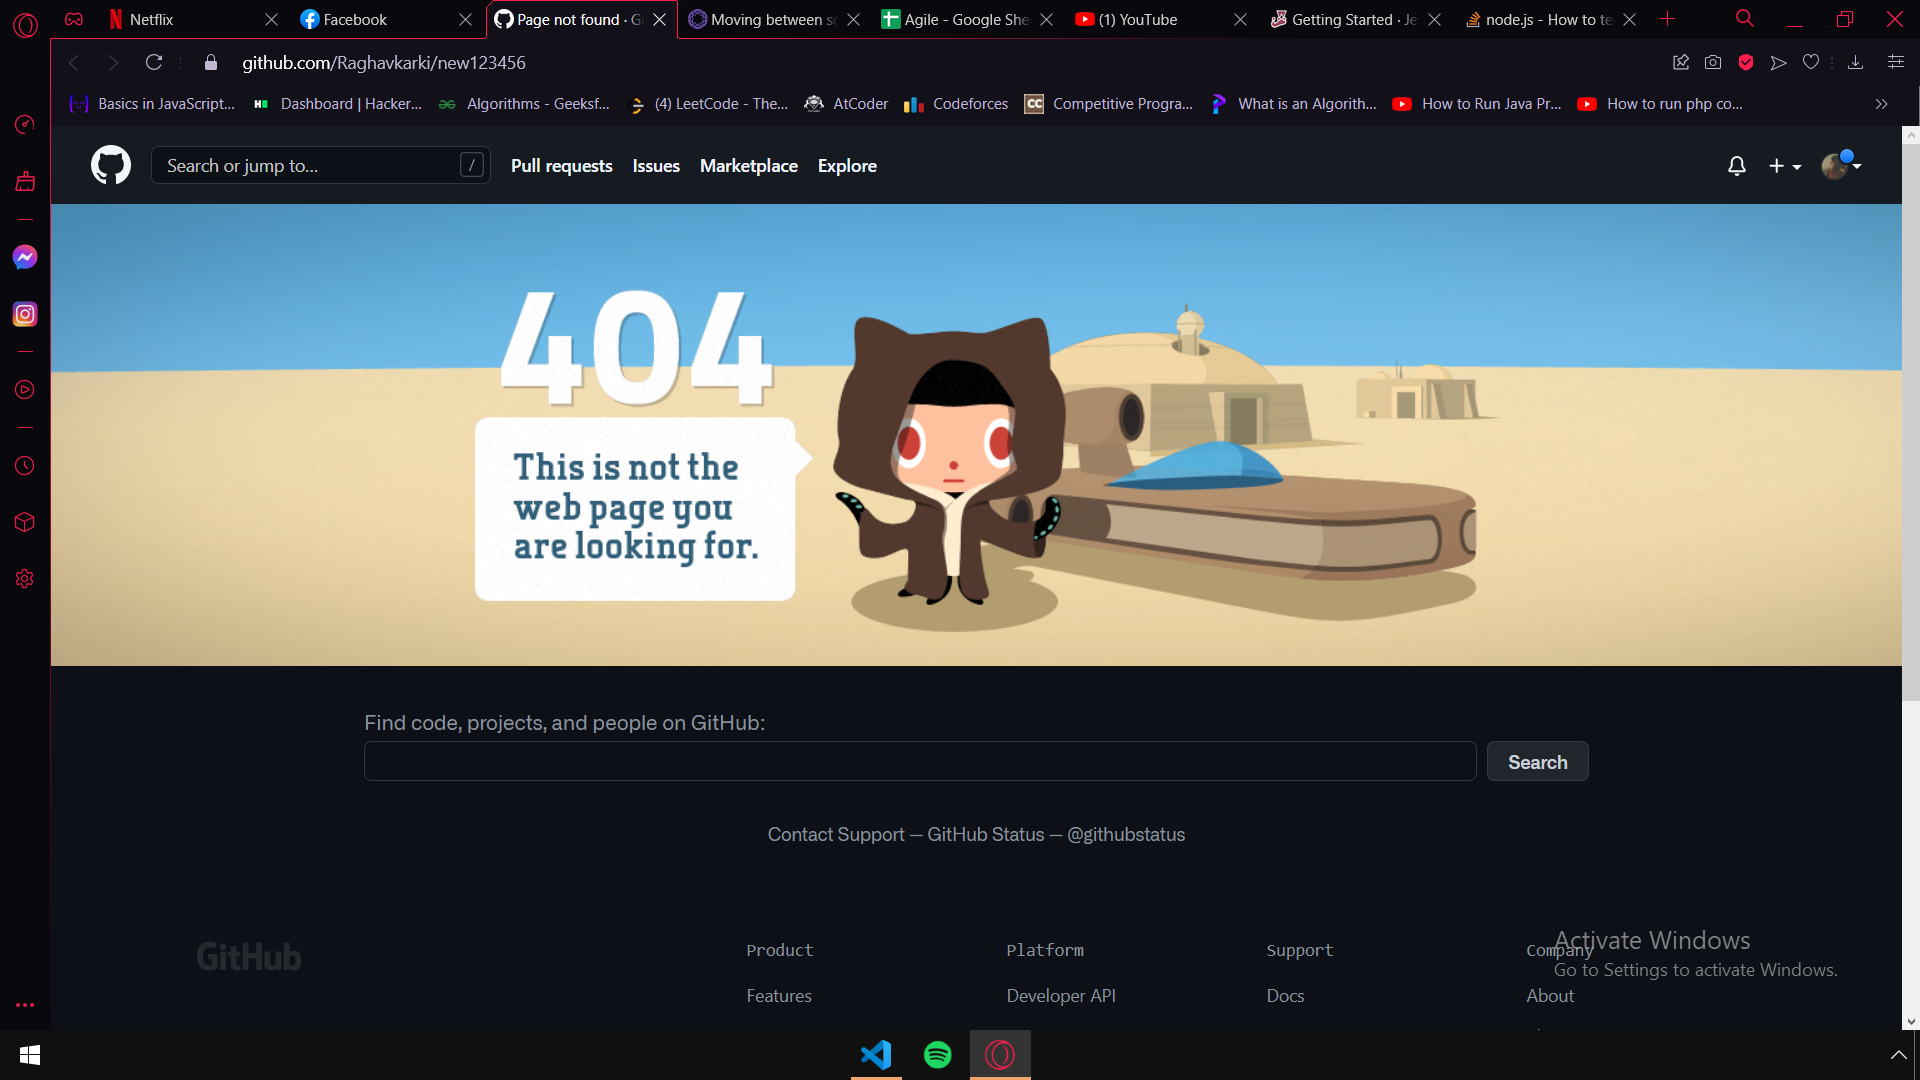 Netflix
Facebook
Page not found · G
Moving between sc
Agile - Google She
(1) YouTube
Getting Started · Je
node.js - How to te
github.com/Raghavkarki/new123456
Basics in JavaScript...
Dashboard | Hacker...
Algorithms - Geeksf...
(4) LeetCode - The...
AtCoder
Codeforces
CC
Competitive Progra...
What is an Algorith...
How to Run Java Pr...
How to run php co...
Search or jump to...
/
Pull requests
Issues
Marketplace
Explore
404
This is not the
web page you
are looking for.
Find code, projects, and people on GitHub:
Search
Contact Support — GitHub Status — @githubstatus
GitHub
Product
Platform
Support
Company
Features
Developer API
Docs
About
Activate Windows
Go to Settings to activate Windows.